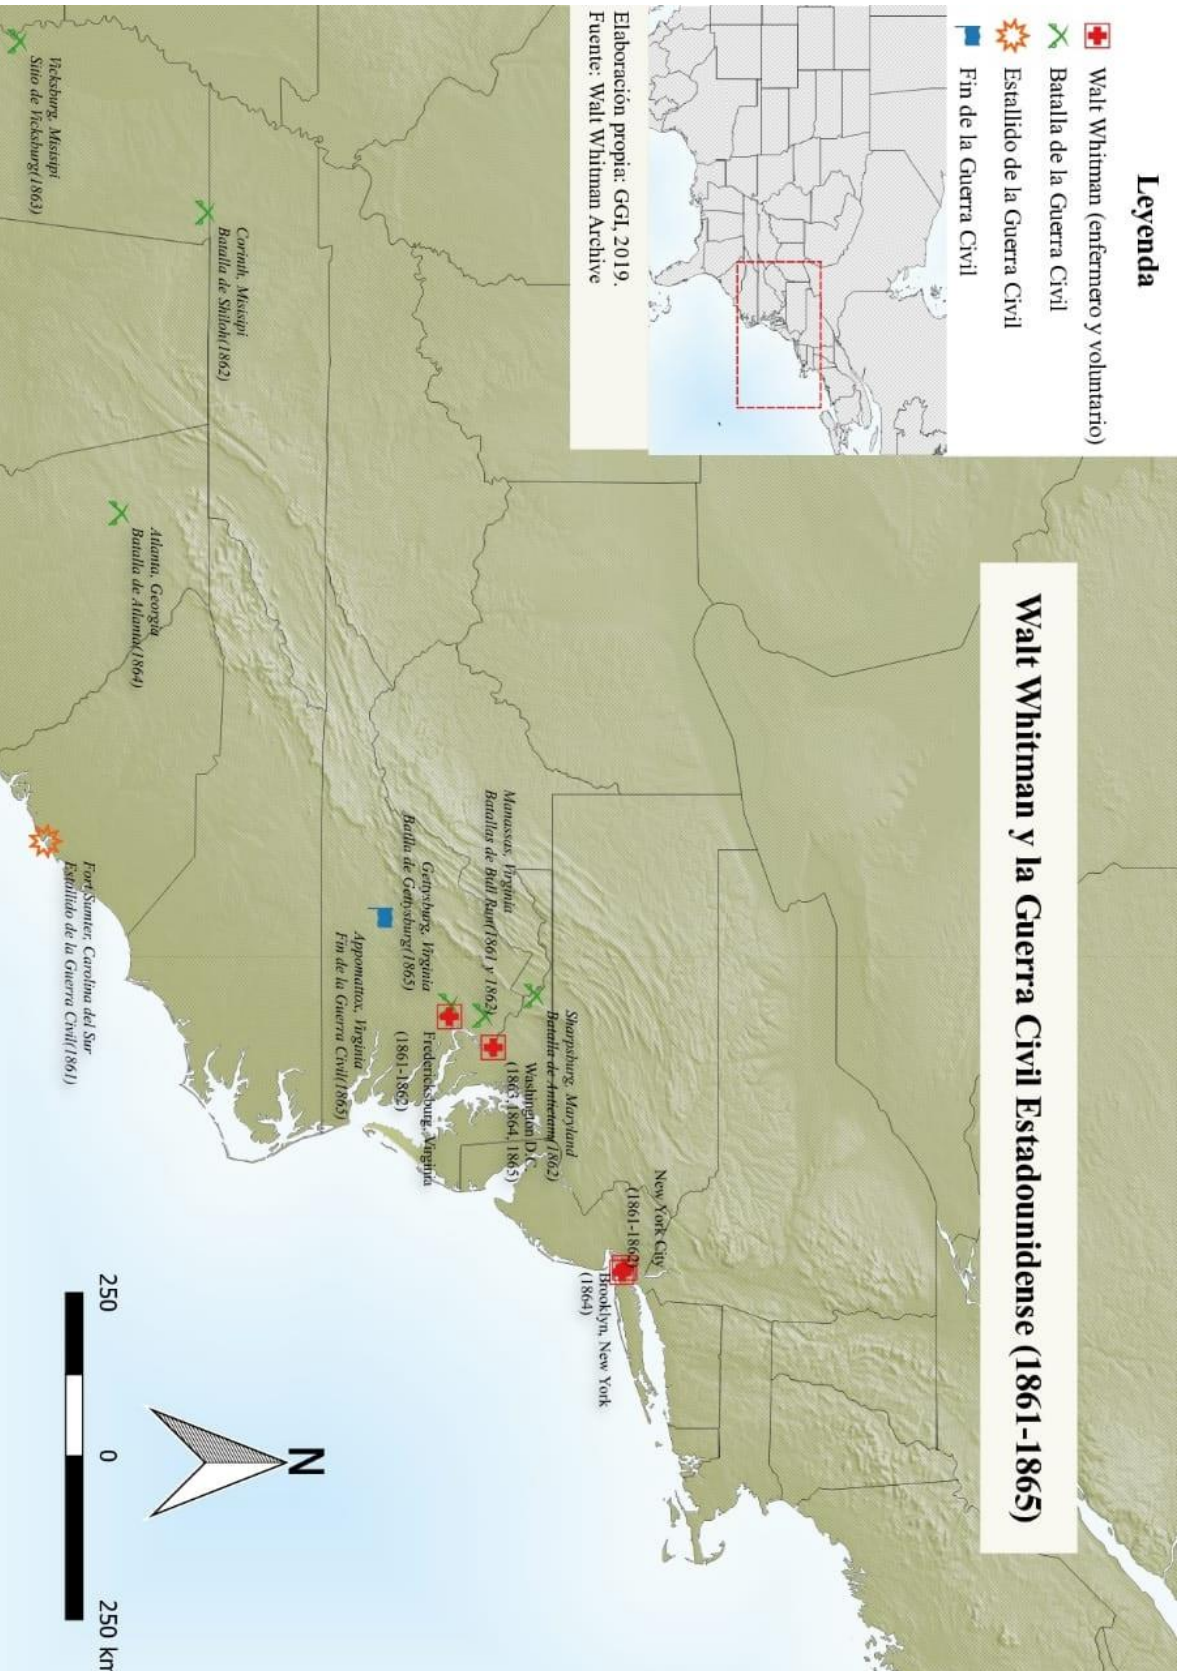 Walt Whitman y la Guerra Civil Estadounidense (1861-1865)
Leyenda
Walt Whitman (enfermero y voluntario)
Batalla de la Guerra Civil
Estallido de la Guerra Civil
Fin de la Guerra Civil
Elaboración propia: GGI, 2019.
Fuente: Walt Whitman Archive
New York City
(1861-1862)
Brooklyn, New York
(1864)
Sharpsburg, Maryland
Batalla de Antietam(1862)
Washington D.C.
(1863,1864,1865)
Manassas, Virginia
Batallas de Bull Run(1861 y 1862)
Gettysburg, Virginia
Batlla de Gettysburg(1865)
Fredericksburg, Virginia
(1861-1862)
Appomattox, Virginia
Fin de la Guerra Civil(1865)
Corinth, Misisipi
Batalla de Shiloh(1862)
Atlanta, Georgia
Batalla de Atlanta(1864)
Vicksburg, Misisipi
Sitio de Vicksburg(1863)
Fort Sumter, Carolina del Sur
Estallido de la Guerra Civil(1861)
N
250 0 250 km